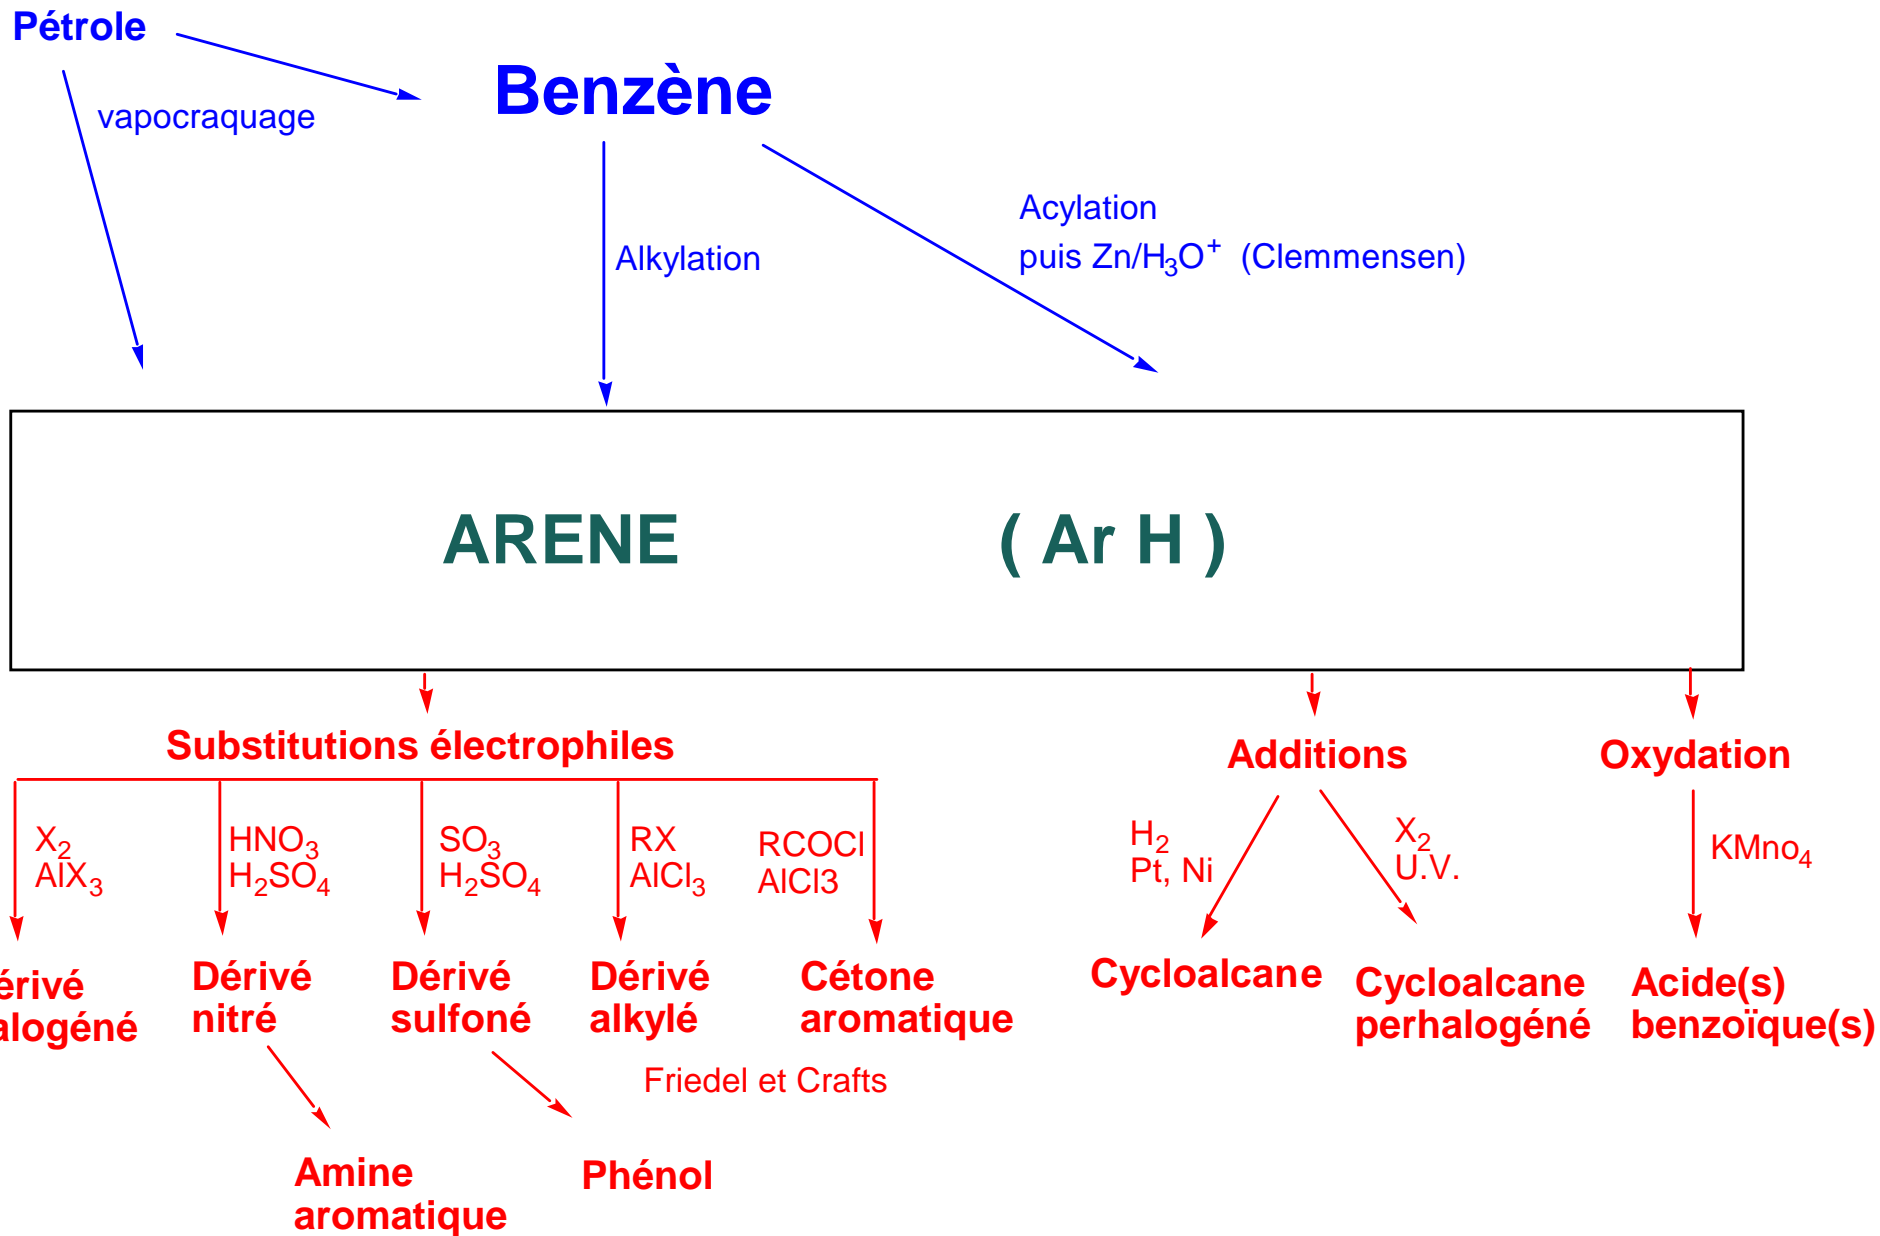 Pétrole
Benzène
vapocraquage
Acylation
puis Zn/H₃O⁺ (Clemmensen)
Alkylation
ARENE ( Ar H )
Substitutions électrophiles
Additions
Oxydation
X₂
AlX₃
HNO₃
H₂SO₄
SO₃
H₂SO₄
RX
AlCl₃
RCOCl
AlCl3
H₂
Pt, Ni
X₂
U.V.
KMno₄
érivé
alogéné
Dérivé
nitré
Dérivé
sulfoné
Dérivé
alkylé
Cétone
aromatique
Cycloalcane
Cycloalcane
perhalogéné
Acide(s)
benzoïque(s)
Friedel et Crafts
Amine
aromatique
Phénol